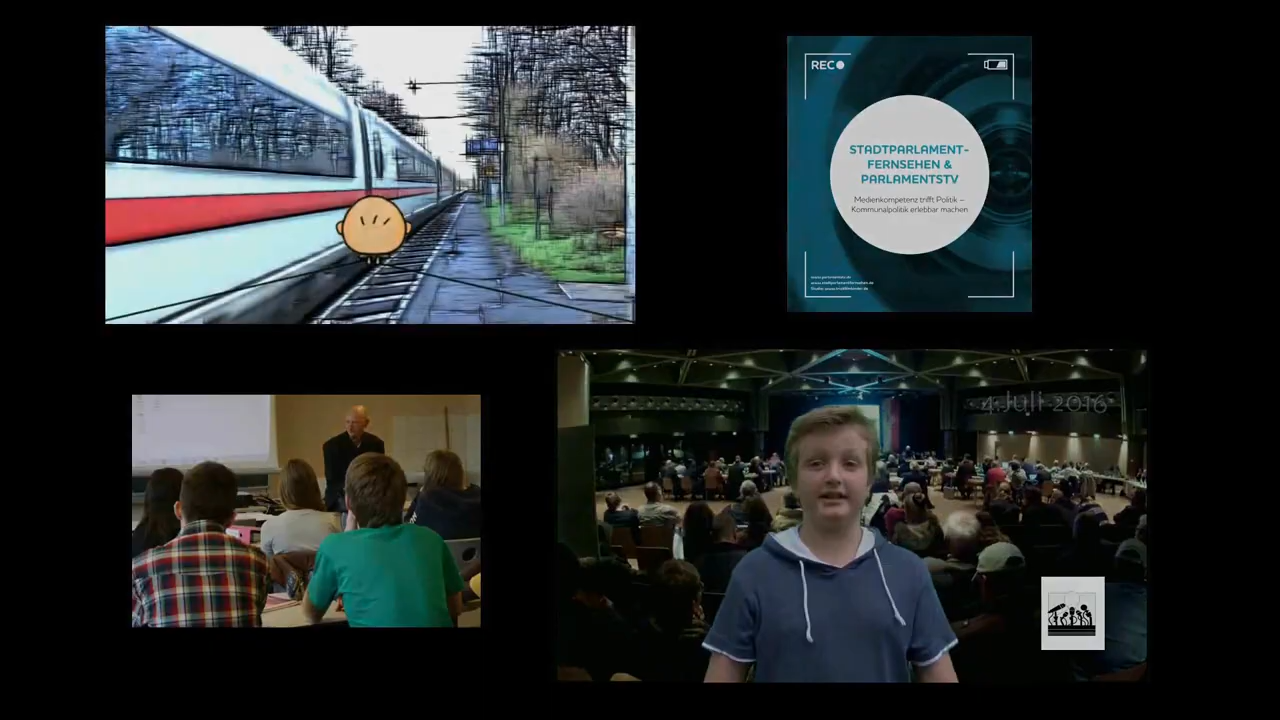 REC
STADTPARLAMENT-
FERNSEHEN &
PARLAMENTSTV
Medienkompetenz trifft Politik –
Kommunalpolitik erlebbar machen
4. Juli 2016